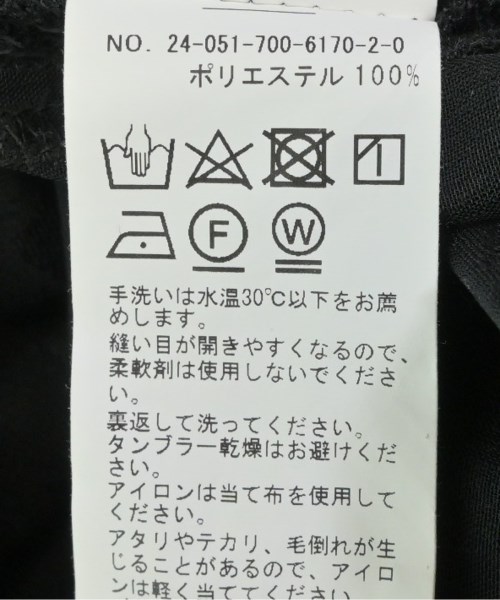 NO. 24-051-700-6170-2-0
ポリエステル 100%
F
W
手洗いは水温30℃以下をお薦
めします。
縫い目が開きやすくなるので、
柔軟剤は使用しないでくださ
い。
裏返して洗ってください。
タンブラー乾燥はお避けくだ
さい。
アイロンは当て布を使用して
ください。
アタリやテカリ、毛倒れが生
じることがあるので、アイロ
ンは軽く当ててください